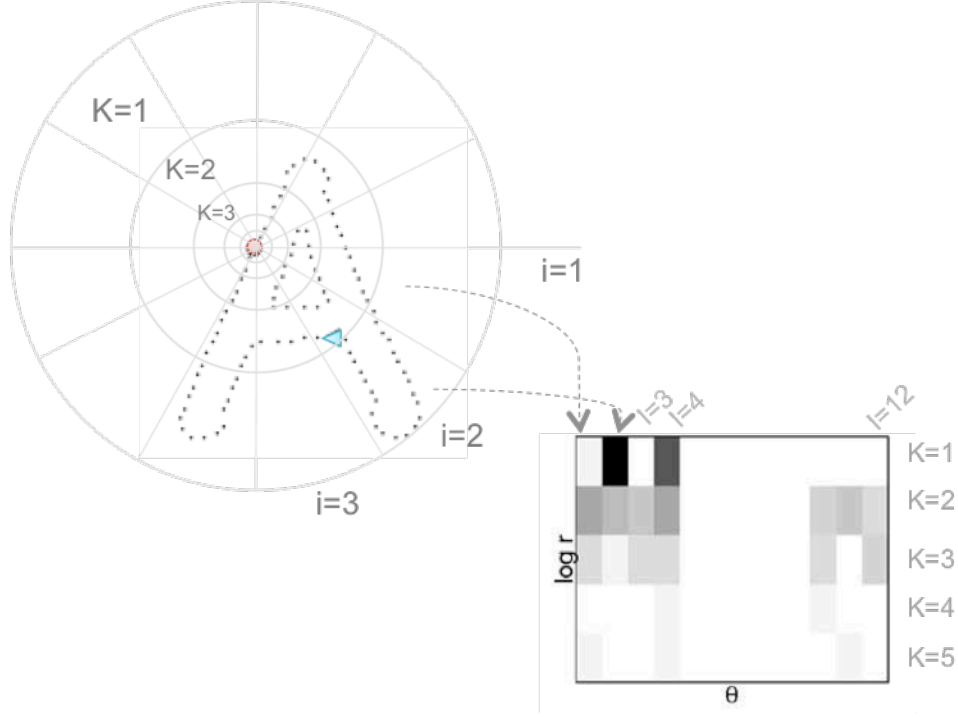 K=1
K=2
K=3
i=1
i=2
i=3
I=3
I=4
I=12
K=1
K=2
K=3
K=4
K=5
log r
θ